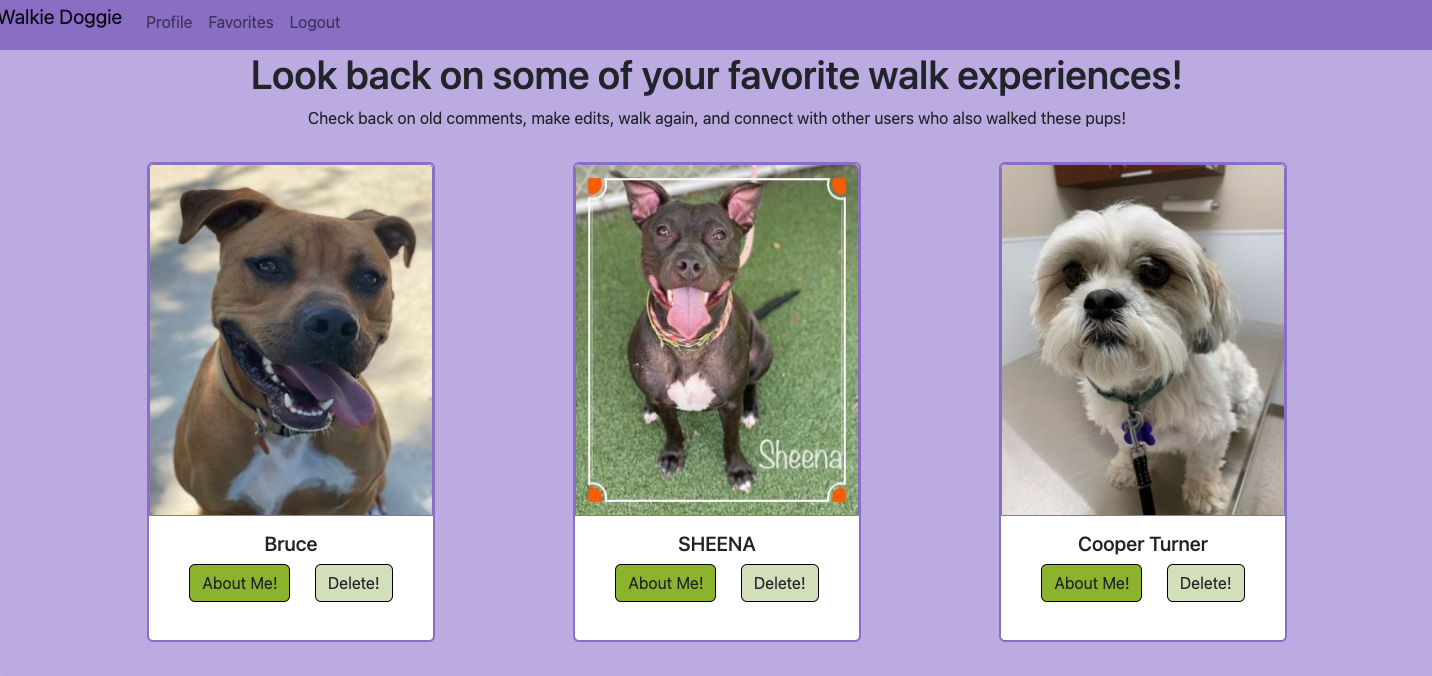 Walkie Doggie Profile Favorites Logout
Look back on some of your favorite walk experiences!
Check back on old comments, make edits, walk again, and connect with other users who also walked these pups!
Sheena
Bruce
About Me! Delete!
SHEENA
About Me! Delete!
Cooper Turner
About Me! Delete!